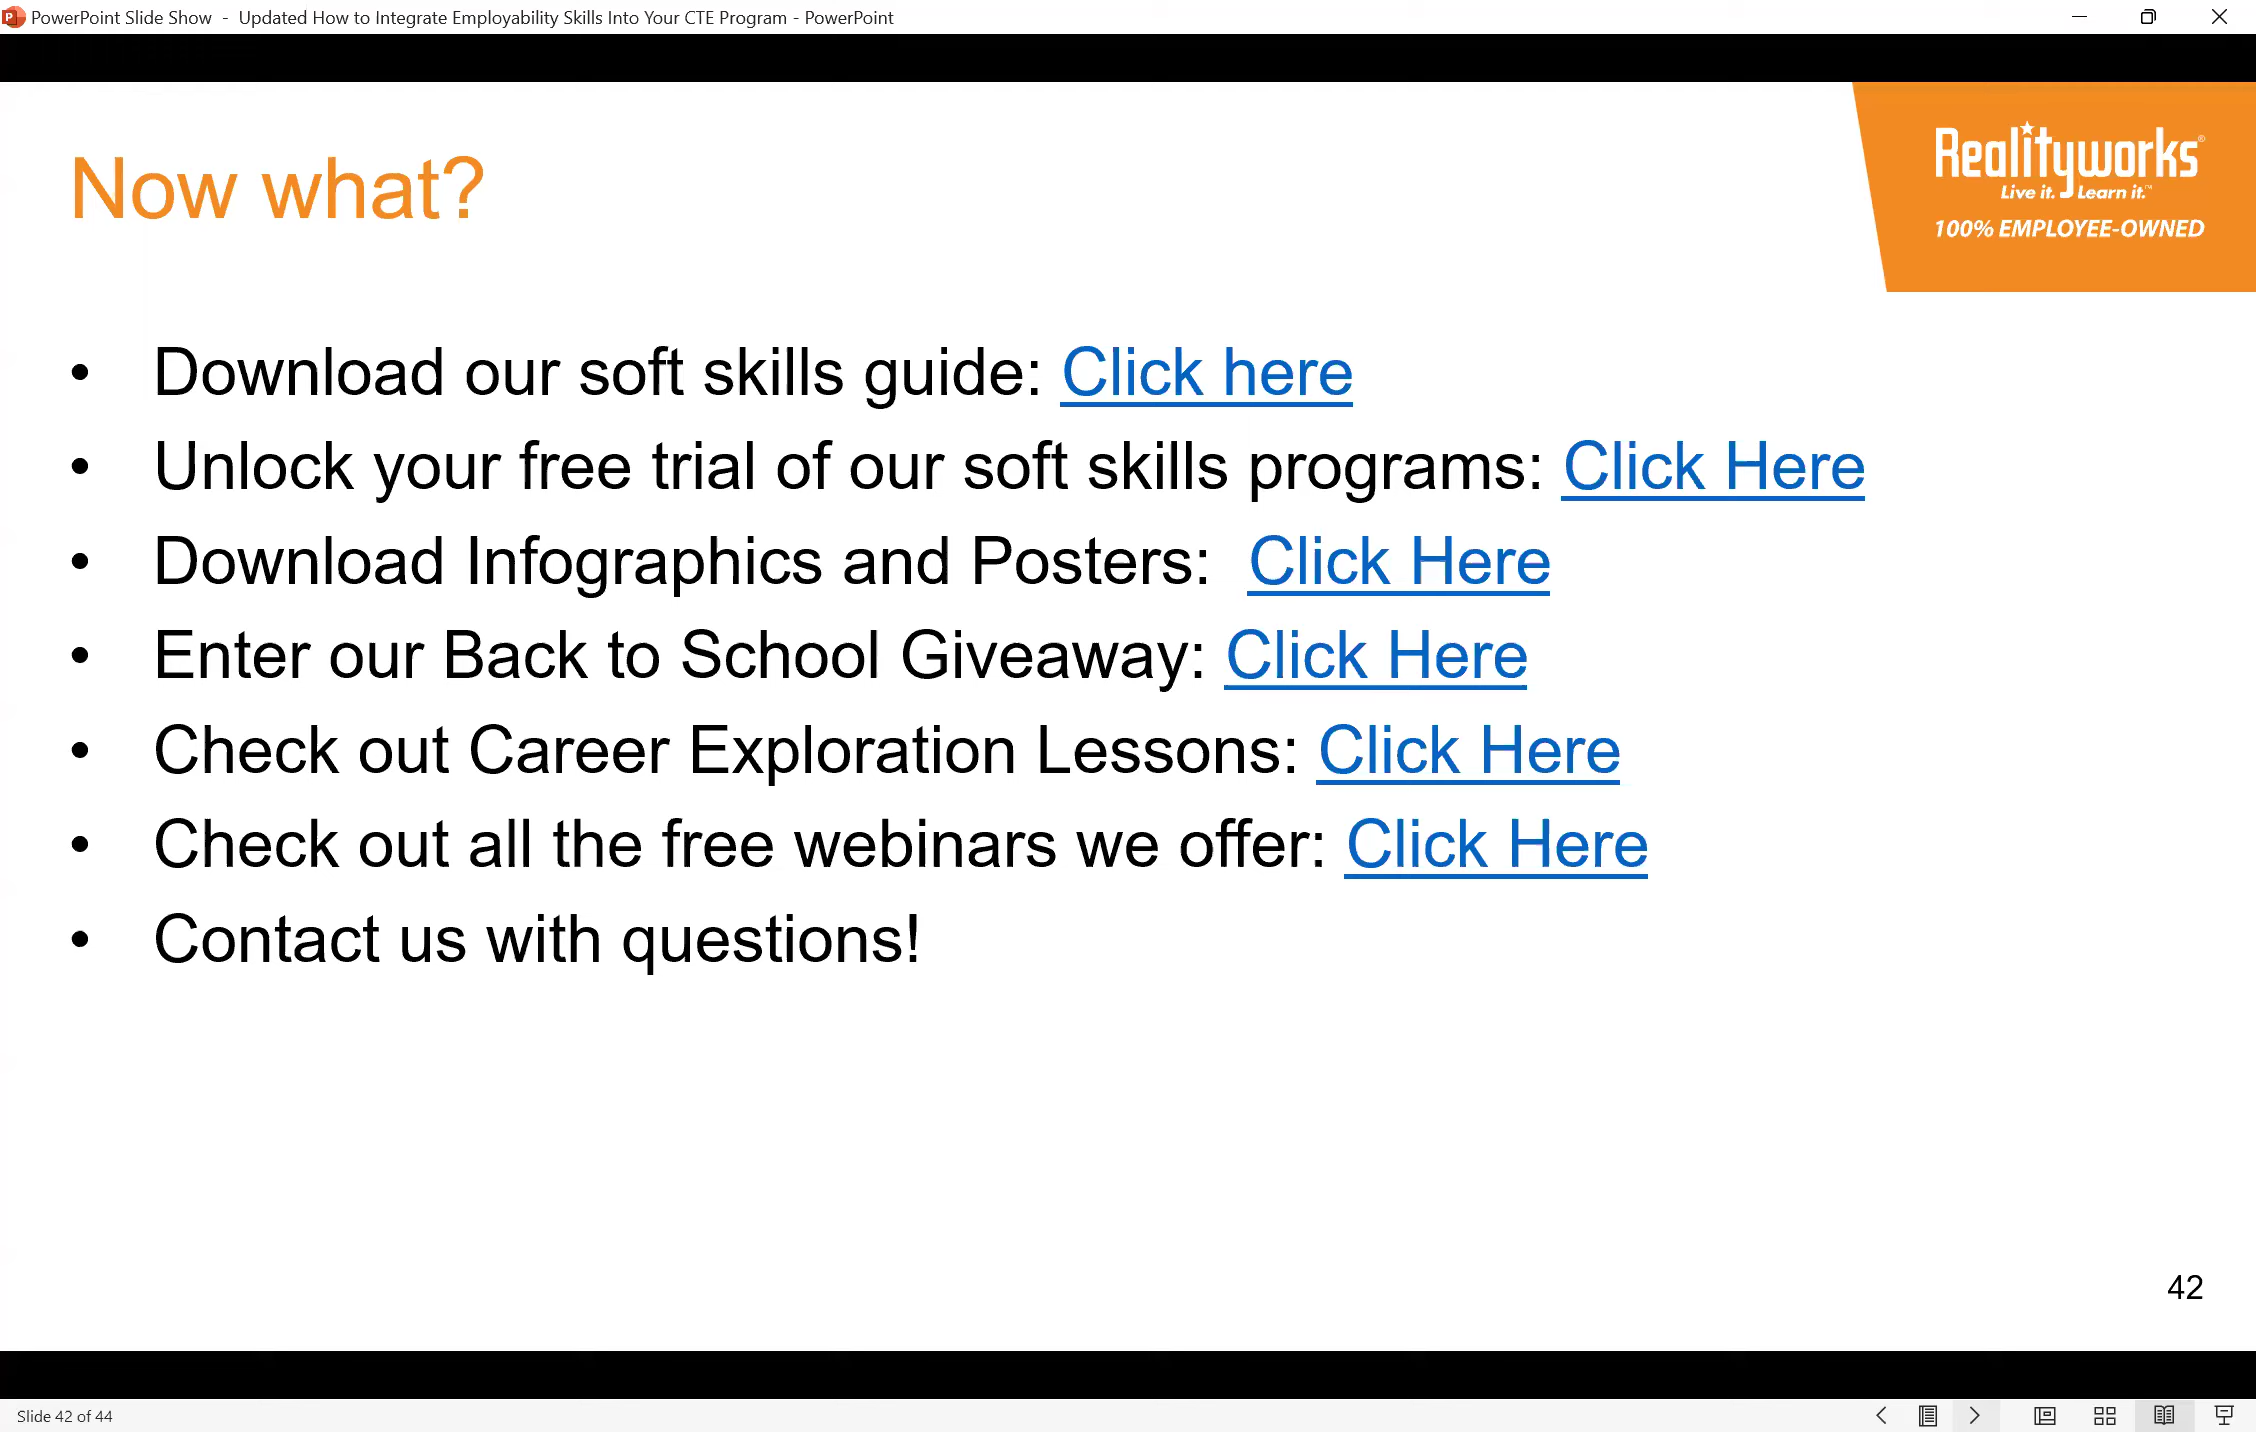 PowerPoint Slide Show - Updated How to Integrate Employability Skills Into Your CTE Program - PowerPoint
Realityworks®
Live it. Learn it.™
100% EMPLOYEE-OWNED
Now what?
• Download our soft skills guide: Click here
• Unlock your free trial of our soft skills programs: Click Here
• Download Infographics and Posters: Click Here
• Enter our Back to School Giveaway: Click Here
• Check out Career Exploration Lessons: Click Here
• Check out all the free webinars we offer: Click Here
• Contact us with questions!
42
Slide 42 of 44